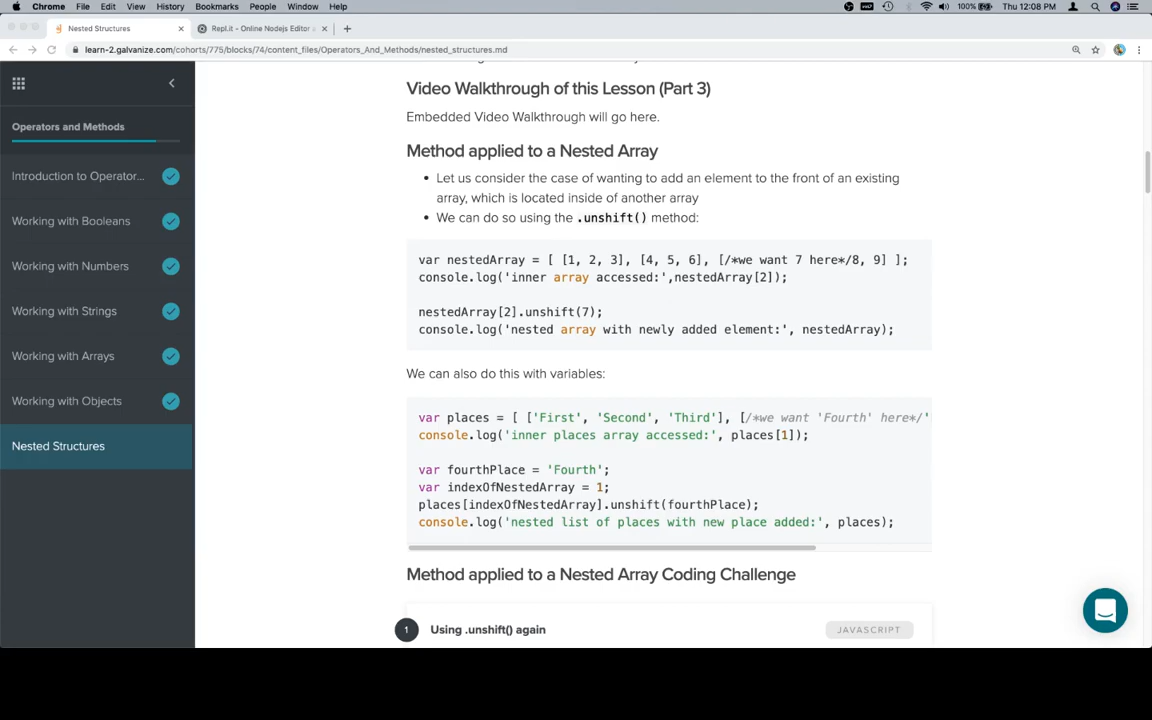 Chrome File Edit View History Bookmarks People Window Help 100% Thu 12:08 PM
Nested Structures × Repl.it - Online Nodejs Editor × +
learn-2.galvanize.com/cohorts/775/blocks/74/content_files/Operators_And_Methods/nested_structures.md
Operators and Methods
Introduction to Operator...
Working with Booleans
Working with Numbers
Working with Strings
Working with Arrays
Working with Objects
Nested Structures
Video Walkthrough of this Lesson (Part 3)
Embedded Video Walkthrough will go here.
Method applied to a Nested Array
• Let us consider the case of wanting to add an element to the front of an existing
array, which is located inside of another array
• We can do so using the .unshift() method:
var nestedArray = [ [1, 2, 3], [4, 5, 6], [/*we want 7 here*/8, 9] ];
console.log('inner array accessed:',nestedArray[2]);
nestedArray[2].unshift(7);
console.log('nested array with newly added element:', nestedArray);
We can also do this with variables:
var places = [ ['First', 'Second', 'Third'], [/*we want 'Fourth' here*/'
console.log('inner places array accessed:', places[1]);
var fourthPlace = 'Fourth';
var indexOfNestedArray = 1;
places[indexOfNestedArray].unshift(fourthPlace);
console.log('nested list of places with new place added:', places);
Method applied to a Nested Array Coding Challenge
1 Using .unshift() again JAVASCRIPT